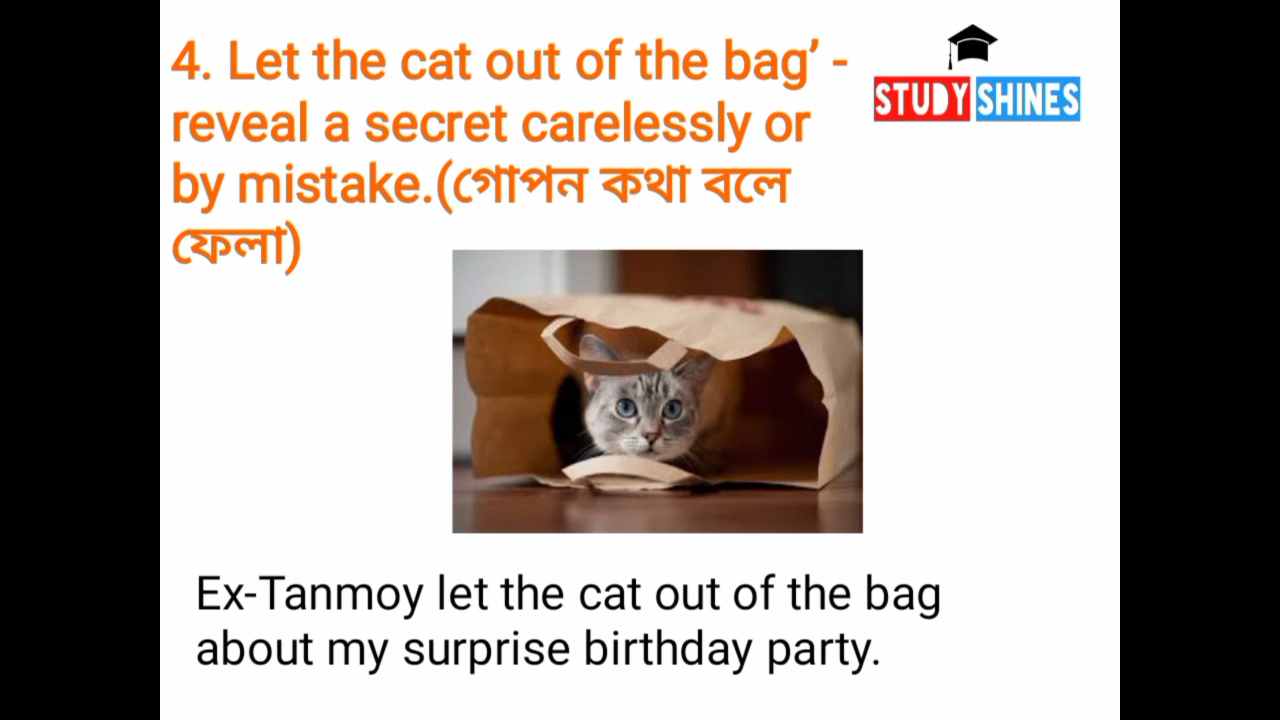 4. Let the cat out of the bag’ -
reveal a secret carelessly or
by mistake.(গোপন কথা বলে
ফেলা)
STUDY SHINES
Ex-Tanmoy let the cat out of the bag
about my surprise birthday party.